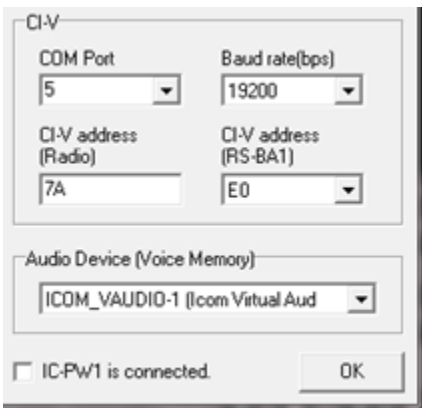 CI-V
COM Port Baud rate(bps)
5 19200
CI-V address
(Radio)
CI-V address
(RS-BA1)
7A E0
Audio Device (Voice Memory)
ICOM_VAUDIO-1 (Icom Virtual Aud
IC-PW1 is connected. OK